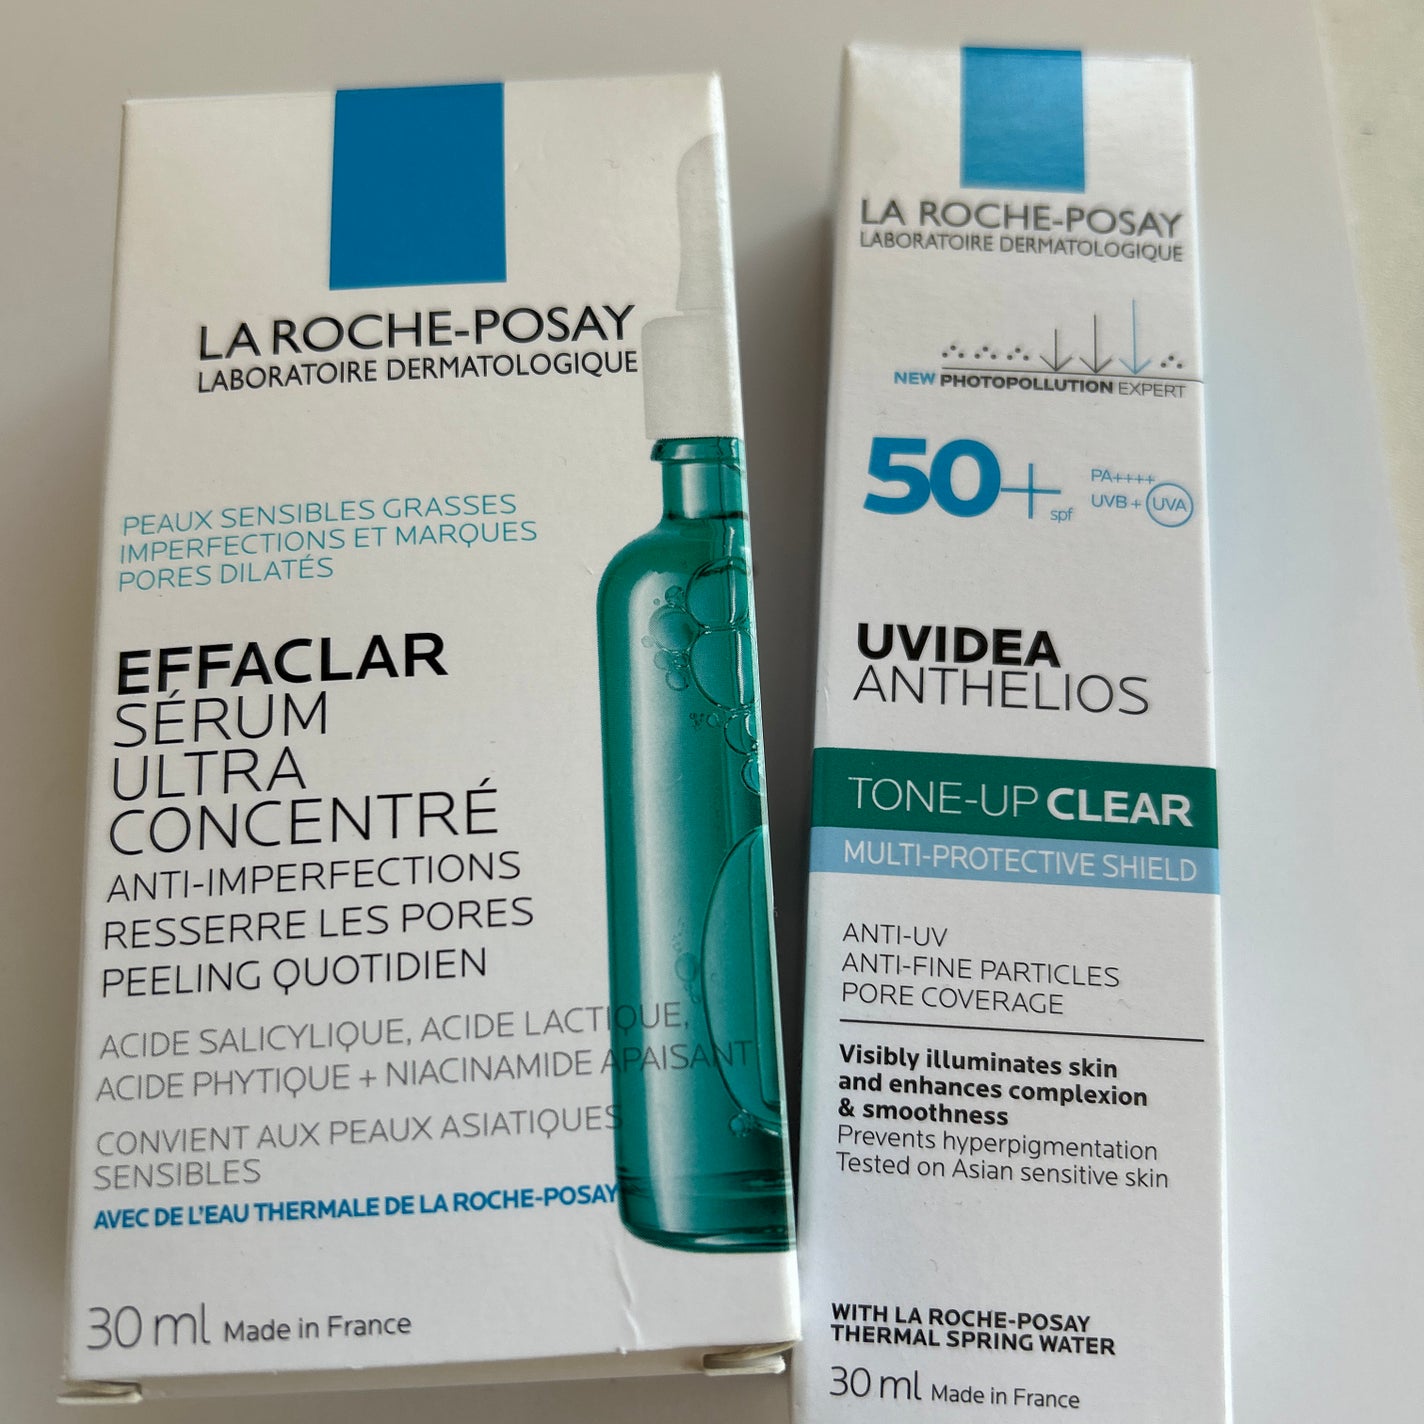 LA ROCHE-POSAY
LABORATOIRE DERMATOLOGIQUE
PEAUX SENSIBLES GRASSES
IMPERFECTIONS ET MARQUES
PORES DILATÉS
EFFACLAR
SÉRUM
ULTRA
CONCENTRÉ
ANTI-IMPERFECTIONS
RESSERRE LES PORES
PEELING QUOTIDIEN
ACIDE SALICYLIQUE, ACIDE LACTIQUE,
ACIDE PHYTIQUE + NIACINAMIDE APAISANT
CONVIENT AUX PEAUX ASIATIQUES
SENSIBLES
AVEC DE L'EAU THERMALE DE LA ROCHE-POSAY
30 ml Made in France
LA ROCHE-POSAY
LABORATOIRE DERMATOLOGIQUE
NEW PHOTOPOLLUTION EXPERT
50+ spf
PA++++
UVB + UVA
UVIDEA
ANTHELIOS
TONE-UP CLEAR
MULTI-PROTECTIVE SHIELD
ANTI-UV
ANTI-FINE PARTICLES
PORE COVERAGE
Visibly illuminates skin
and enhances complexion
& smoothness
Prevents hyperpigmentation
Tested on Asian sensitive skin
WITH LA ROCHE-POSAY
THERMAL SPRING WATER
30 ml Made in France